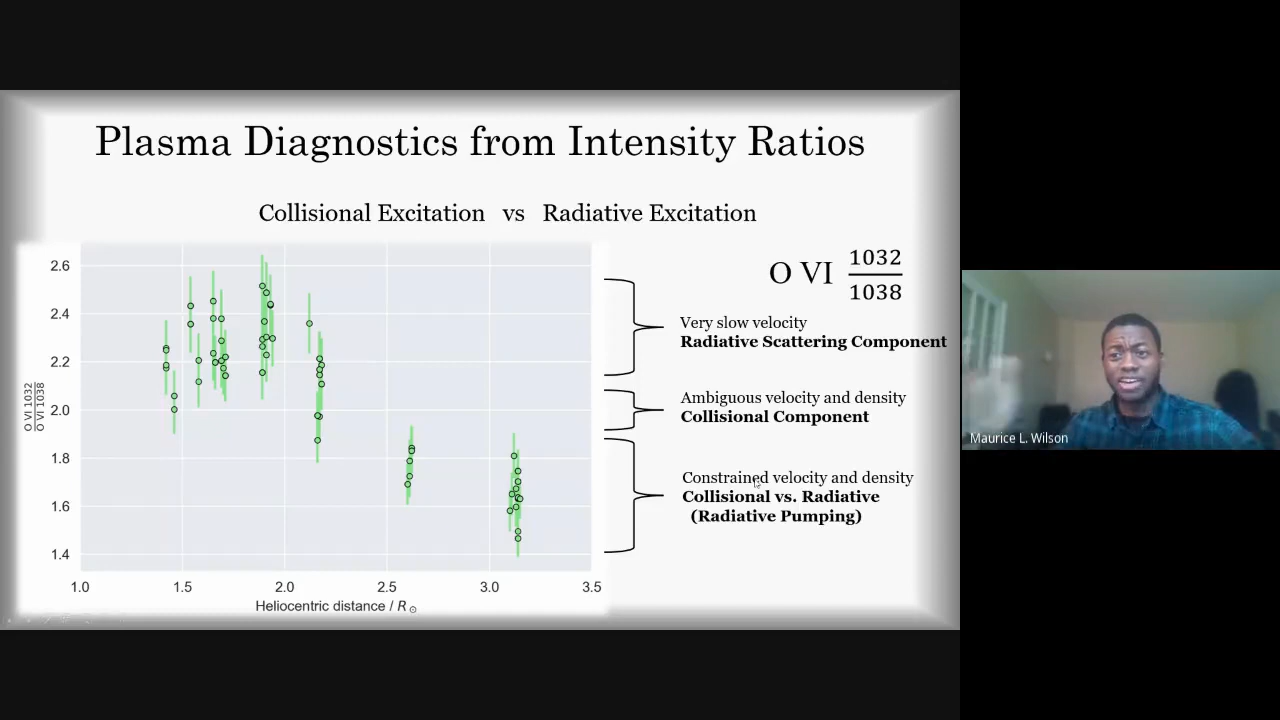 Plasma Diagnostics from Intensity Ratios
Collisional Excitation vs Radiative Excitation
O VI 1032
1038
2.6
2.4
2.2
2.0
1.8
1.6
1.4
O VI 1032
O VI 1038
1.0 1.5 2.0 2.5 3.0 3.5
Heliocentric distance / R☉
Very slow velocity
Radiative Scattering Component
Ambiguous velocity and density
Collisional Component
Constrained velocity and density
Collisional vs. Radiative
(Radiative Pumping)
Maurice L. Wilson